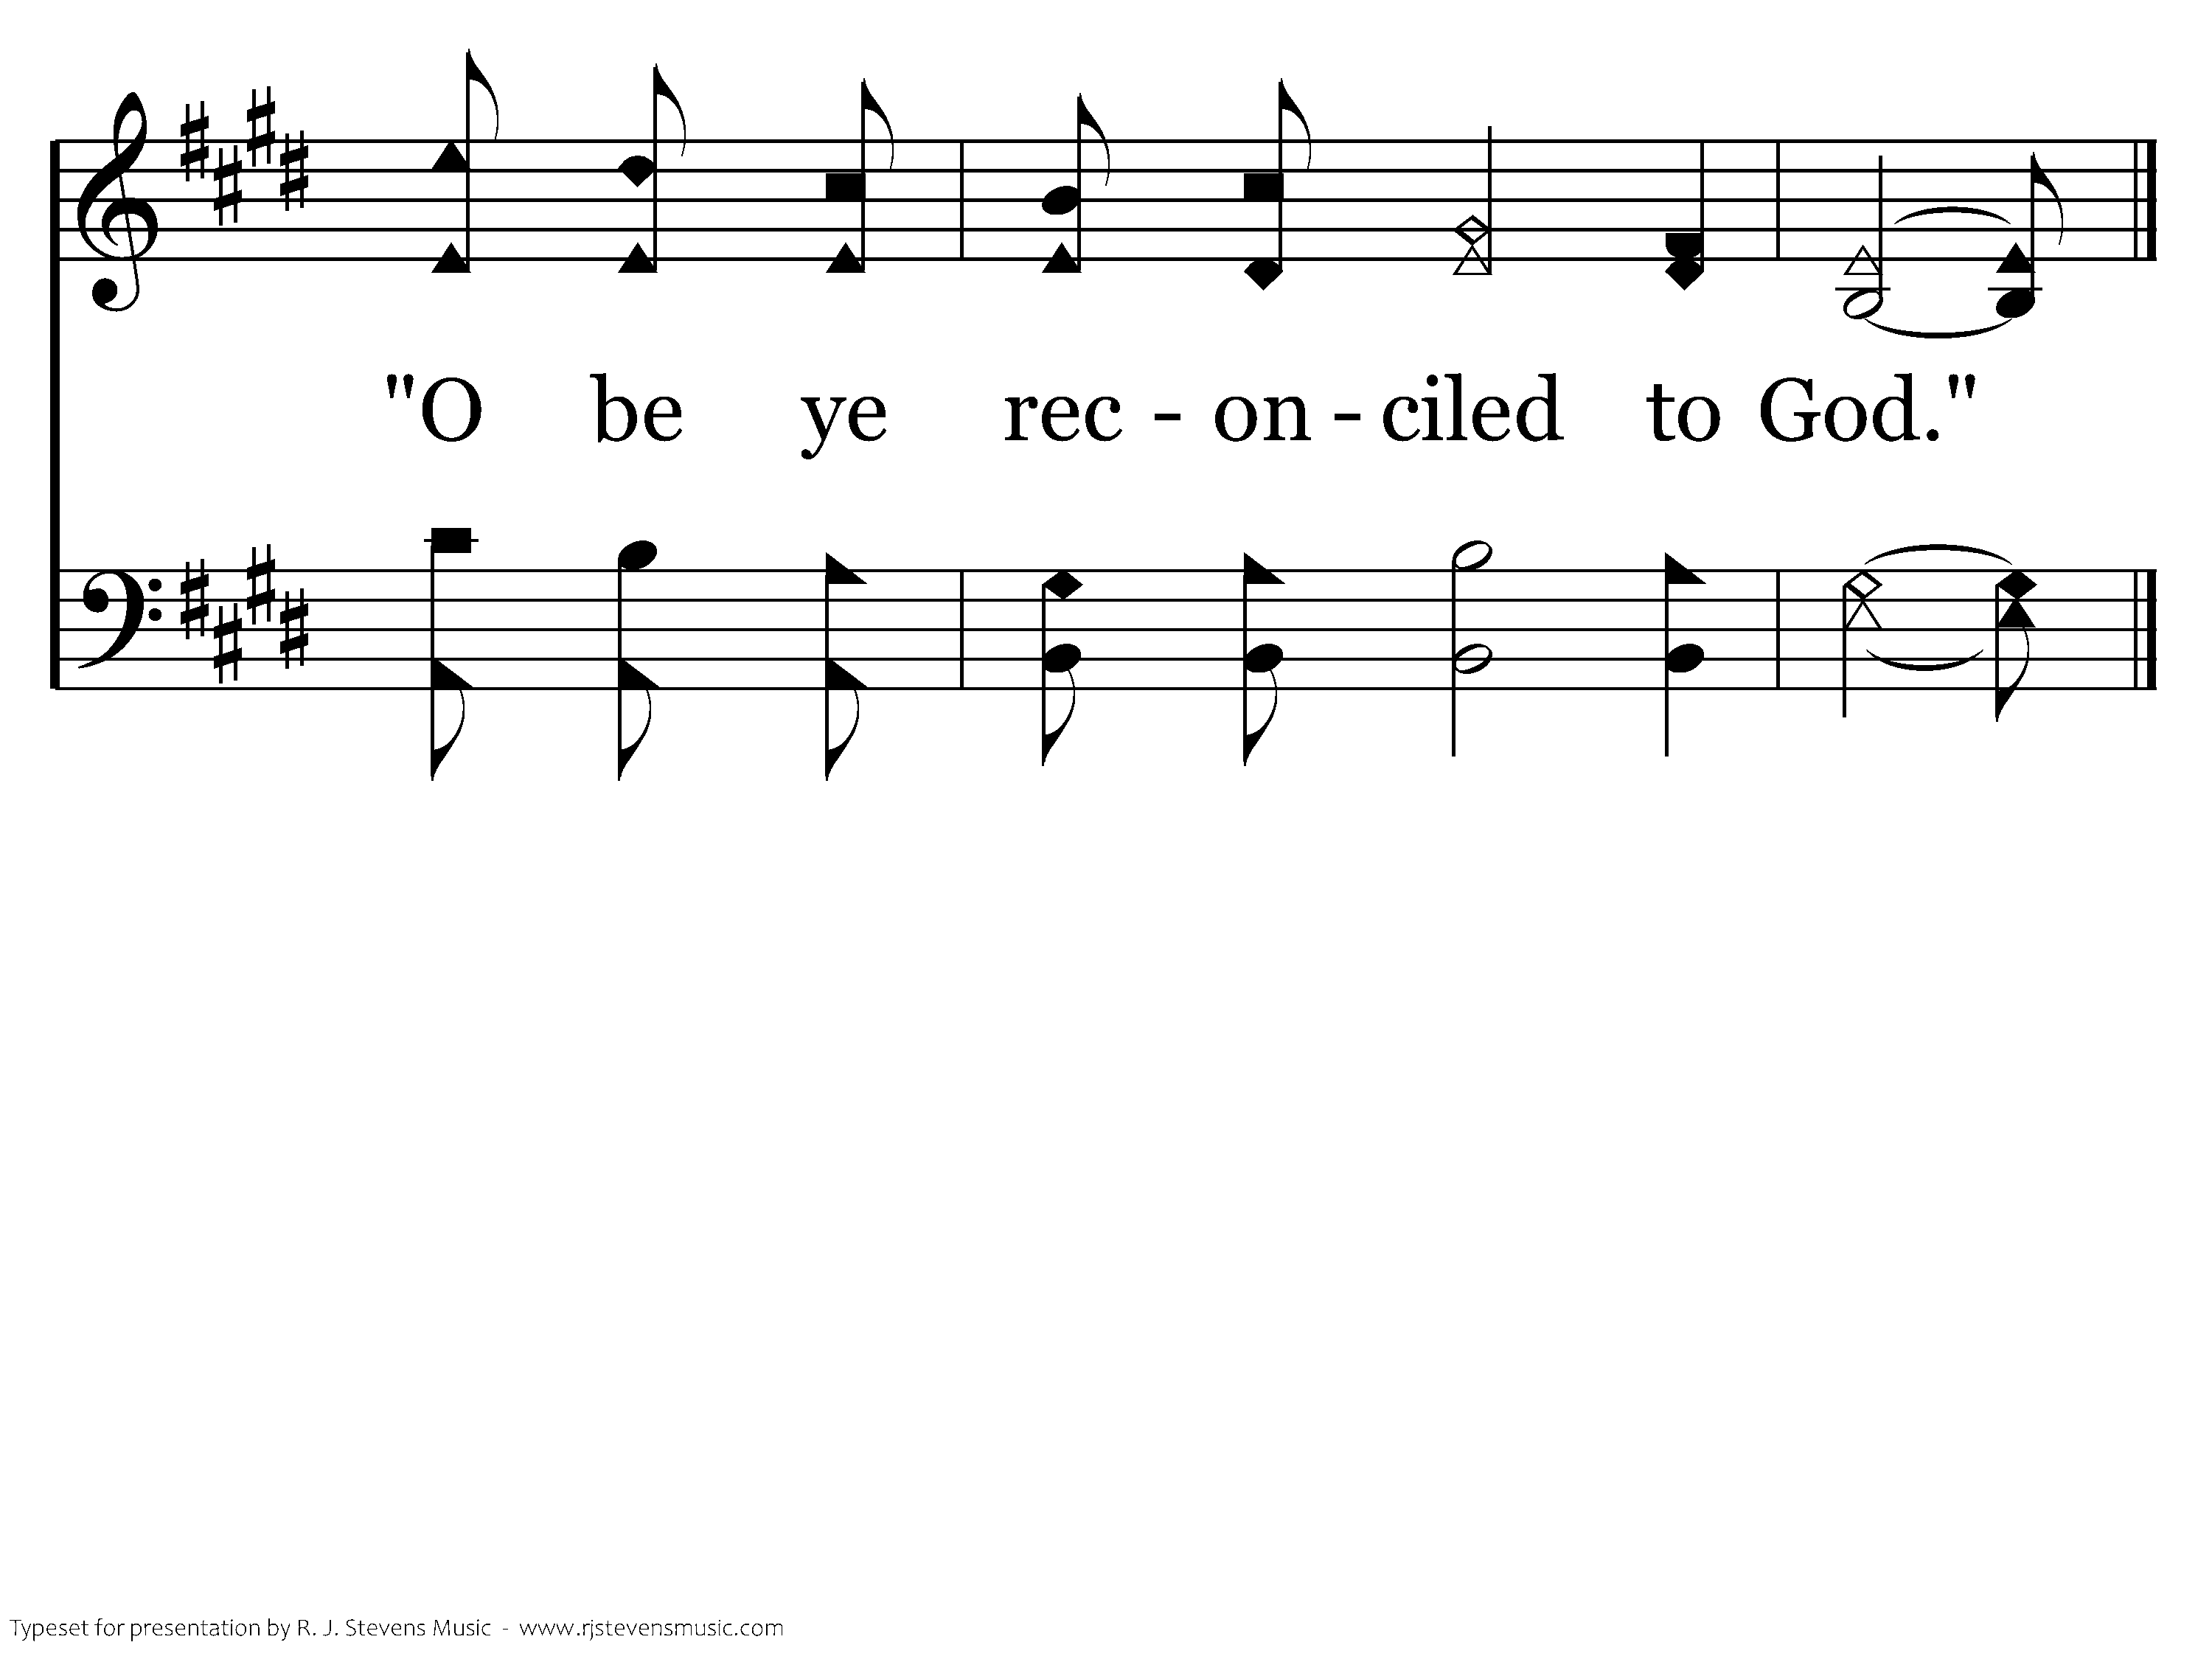 "O be ye rec - on - ciled to God."
Typeset for presentation by R. J. Stevens Music - www.rjstevensmusic.com